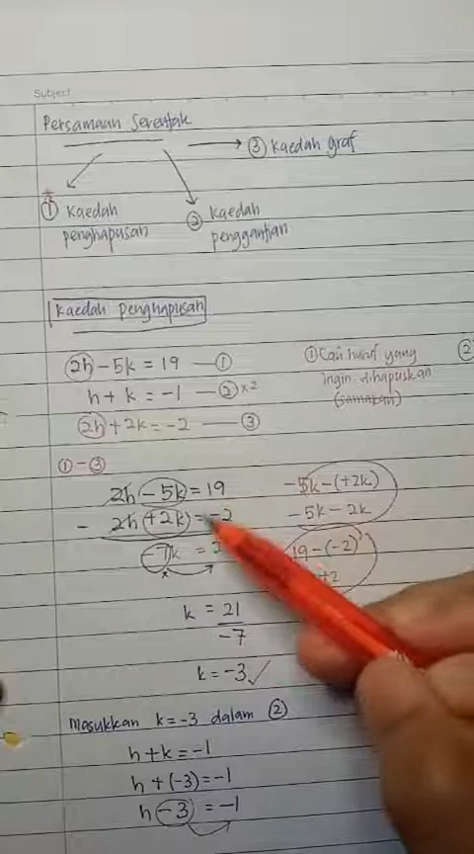 Subject
Persamaan Serentak
③ Kaedah graf
① Kaedah penghapusan
② Kaedah penggantian
Kaedah Penghapusan
2h - 5k = 19 — ①
h + k = -1 — ② ×2
2h + 2k = -2 — ③
① Cari huruf yang
ingin dihapuskan
(samakan)
②
① - ③
2h - 5k = 19
- 2h + 2k = -2
-7k =
-5k - (+2k)
-5k - 2k
19 - (-2)
+2
k = 21
-7
k = -3 ✓
Masukkan k = -3 dalam ②
h + k = -1
h + (-3) = -1
h - 3 = -1